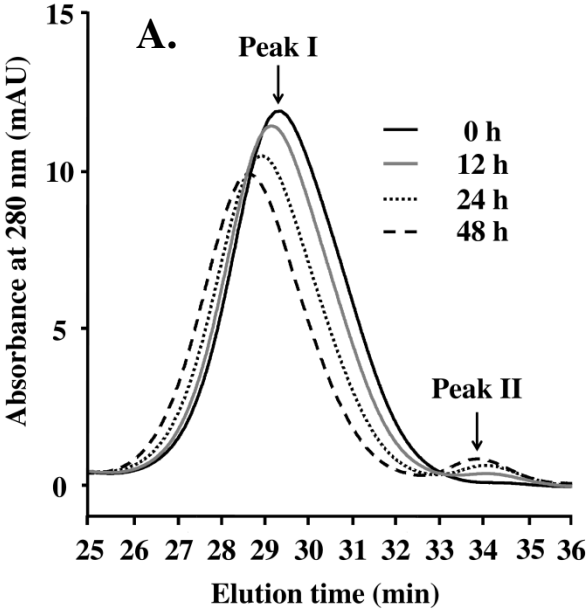 A.
Peak I
0 h
12 h
24 h
48 h
Peak II
Absorbance at 280 nm (mAU)
15
10
5
0
25 26 27 28 29 30 31 32 33 34 35 36
Elution time (min)